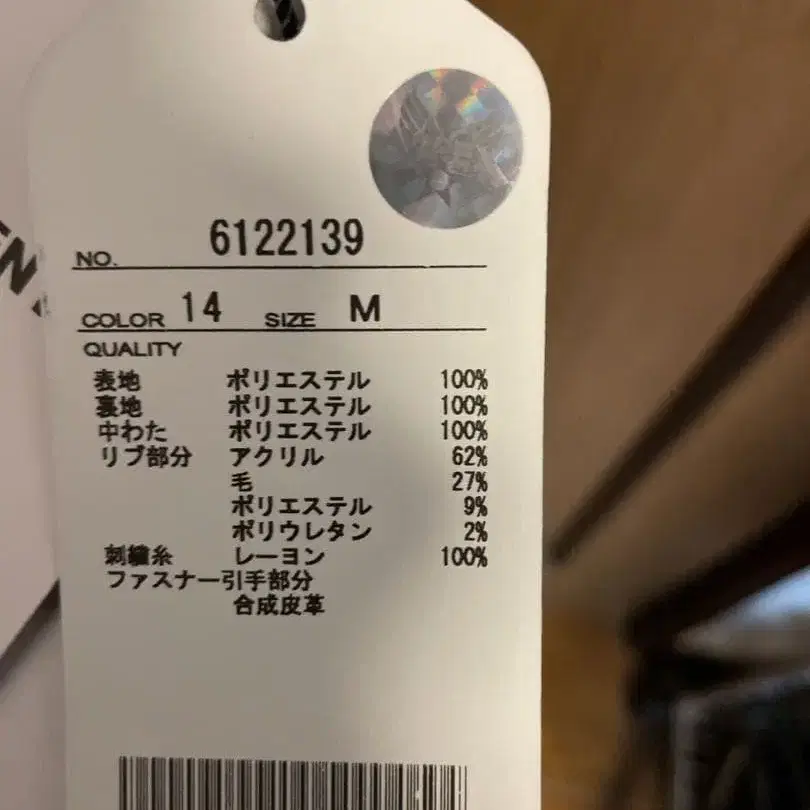 NO. 6122139
COLOR 14 SIZE M
QUALITY
表地 ポリエステル 100%
裏地 ポリエステル 100%
中わた ポリエステル 100%
リブ部分 アクリル 62%
毛 27%
ポリエステル 9%
ポリウレタン 2%
刺繍糸 レーヨン 100%
ファスナー引手部分
合成皮革